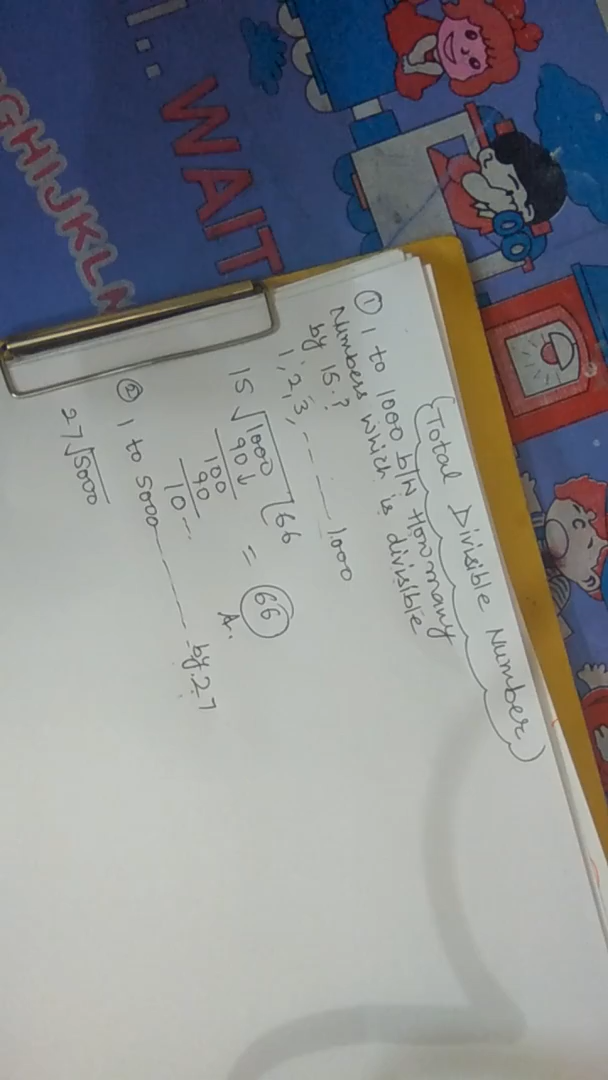 WAIT
GHIJKLM
(Total Divisible Number)
① 1 to 1000 b/w How many
Numbers which is divisible
by 15.?
1, 2, 3, -- -- 1000
15 √1000 66
90↓
100
90
10 --
= 66
A.
② 1 to 5000 -- -- by 27
27√5000